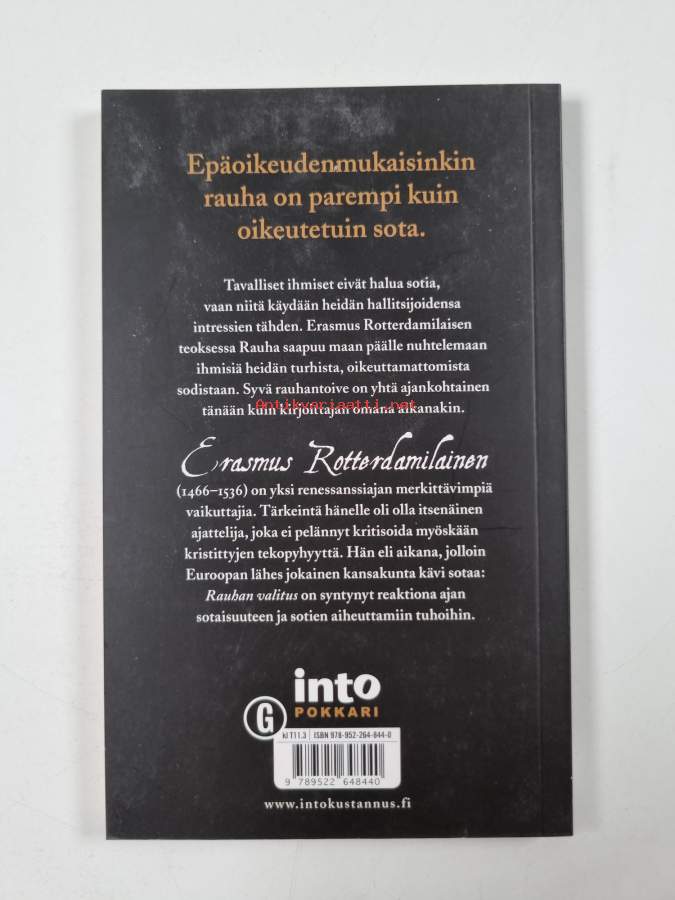 Epäoikeudenmukaisinkin
rauha on parempi kuin
oikeutetuin sota.
Tavalliset ihmiset eivät halua sotia,
vaan niitä käydään heidän hallitsijoidensa
intressien tähden. Erasmus Rotterdamilaisen
teoksessa Rauha saapuu maan päälle nuhtelemaan
ihmisiä heidän turhista, oikeuttamattomista
sodistaan. Syvä rauhantoive on yhtä ajankohtainen
Antikvariaatti.net
tänään kuin kirjoittajan omana aikanakin.
Erasmus Rotterdamilainen
(1466–1536) on yksi renessanssiajan merkittävimpiä
vaikuttajia. Tärkeintä hänelle oli olla itsenäinen
ajattelija, joka ei pelännyt kritisoida myöskään
kristittyjen tekopyhyyttä. Hän eli aikana, jolloin
Euroopan lähes jokainen kansakunta kävi sotaa:
Rauhan valitus on syntynyt reaktiona ajan
sotaisuuteen ja sotien aiheuttamiin tuhoihin.
into
POKKARI
G
kl T11.3 ISBN 978-952-264-844-0
9 789522 648440
www.intokustannus.fi